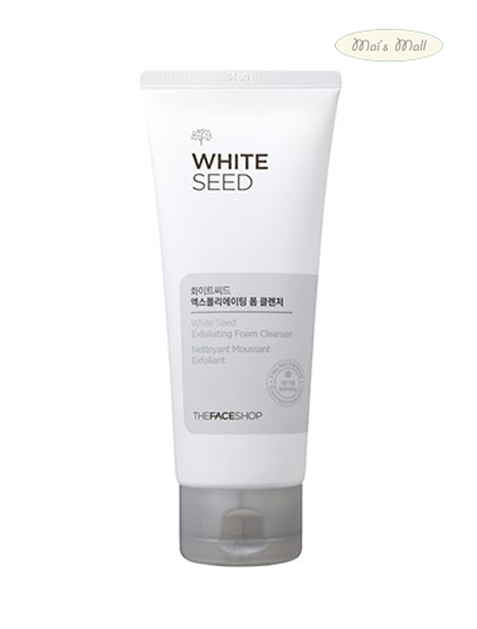 Mai's Mall
WHITE
SEED
화이트씨드
엑스폴리에이팅 폼 클렌저
White Seed
Exfoliating Foam Cleanser
Nettoyant Moussant
Exfoliant
THEFACESHOP